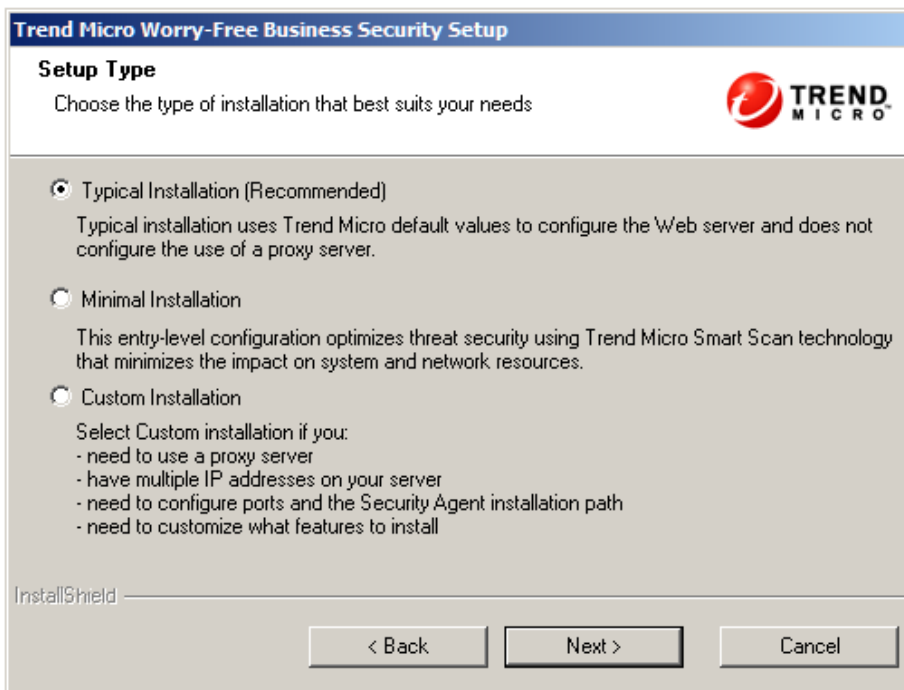 Trend Micro Worry-Free Business Security Setup
Setup Type
Choose the type of installation that best suits your needs
TREND
MICRO
Typical Installation (Recommended)
Typical installation uses Trend Micro default values to configure the Web server and does not
configure the use of a proxy server.
Minimal Installation
This entry-level configuration optimizes threat security using Trend Micro Smart Scan technology
that minimizes the impact on system and network resources.
Custom Installation
Select Custom installation if you:
- need to use a proxy server
- have multiple IP addresses on your server
- need to configure ports and the Security Agent installation path
- need to customize what features to install
InstallShield
< Back
Next >
Cancel